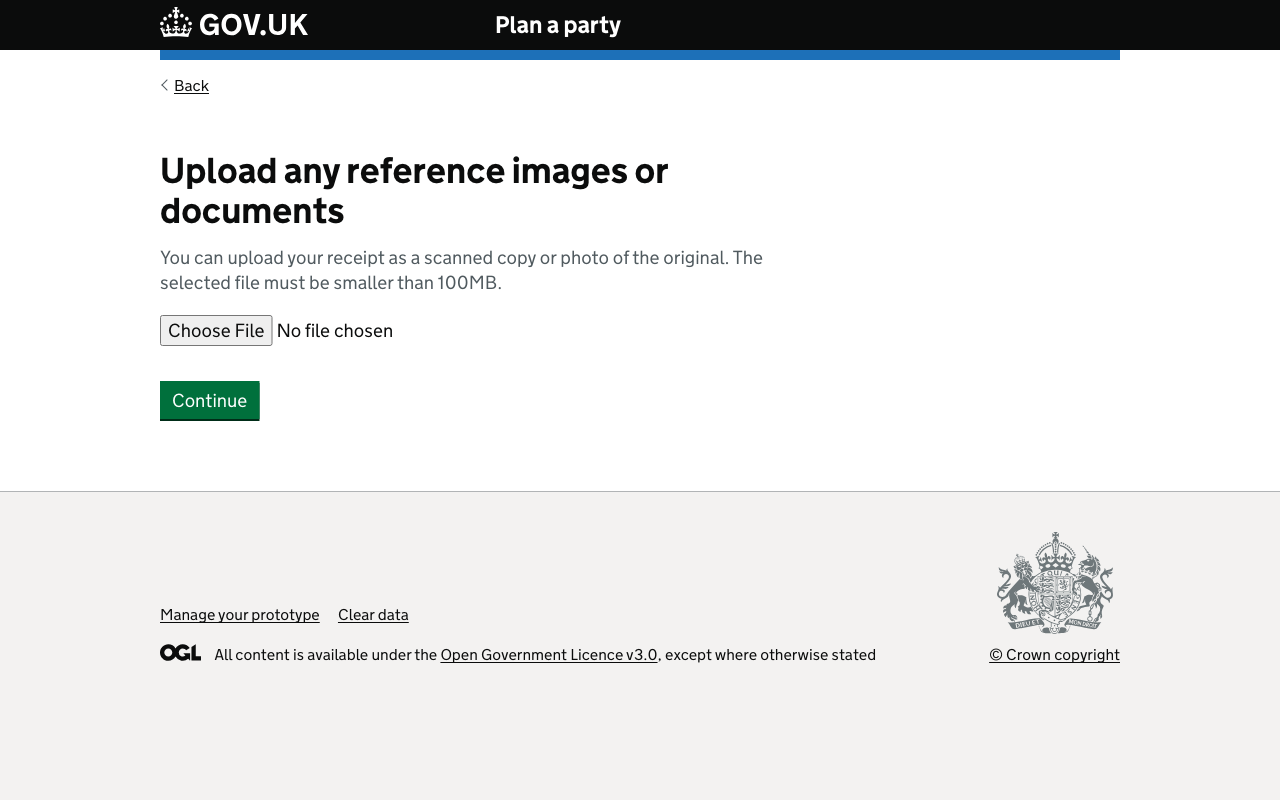 GOV.UK
Plan a party
Back
Upload any reference images or
documents
You can upload your receipt as a scanned copy or photo of the original. The
selected file must be smaller than 100MB.
Choose File No file chosen
Continue
Manage your prototype Clear data
OGL All content is available under the Open Government Licence v3.0, except where otherwise stated
© Crown copyright